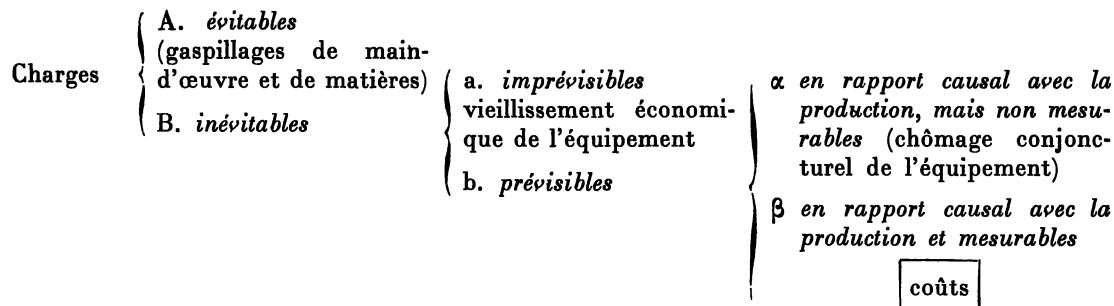 Charges
A. évitables
(gaspillages de main-
d'œuvre et de matières)
B. inévitables
a. imprévisibles
vieillissement économi-
que de l'équipement
b. prévisibles
α en rapport causal avec la
production, mais non mesu-
rables (chômage conjonc-
turel de l'équipement)
β en rapport causal avec la
production et mesurables
coûts